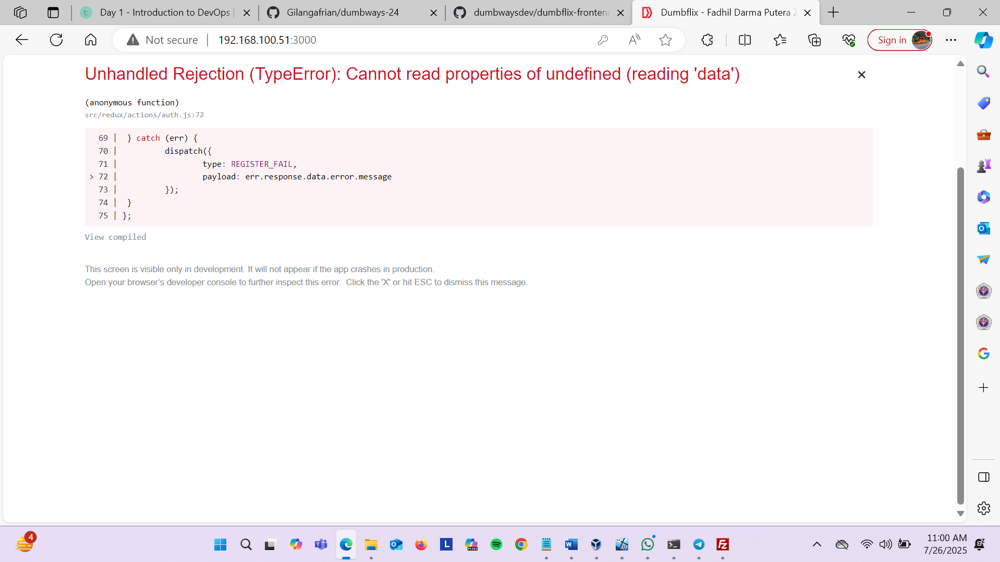 Day 1 - Introduction to DevOps |
Gilangafrian/dumbways-24
dumbwaysdev/dumbflix-frontend
Dumbflix - Fadhil Darma Putera Z
Not secure
192.168.100.51:3000
Sign in
Unhandled Rejection (TypeError): Cannot read properties of undefined (reading 'data')
(anonymous function)
src/redux/actions/auth.js:72
69 | } catch (err) {
70 | dispatch({
71 | type: REGISTER_FAIL,
> 72 | payload: err.response.data.error.message
73 | });
74 | }
75 | };
View compiled
This screen is visible only in development. It will not appear if the app crashes in production.
Open your browser’s developer console to further inspect this error. Click the 'X' or hit ESC to dismiss this message.
4
L
M365
W
10
FZ
11:00 AM
7/26/2025